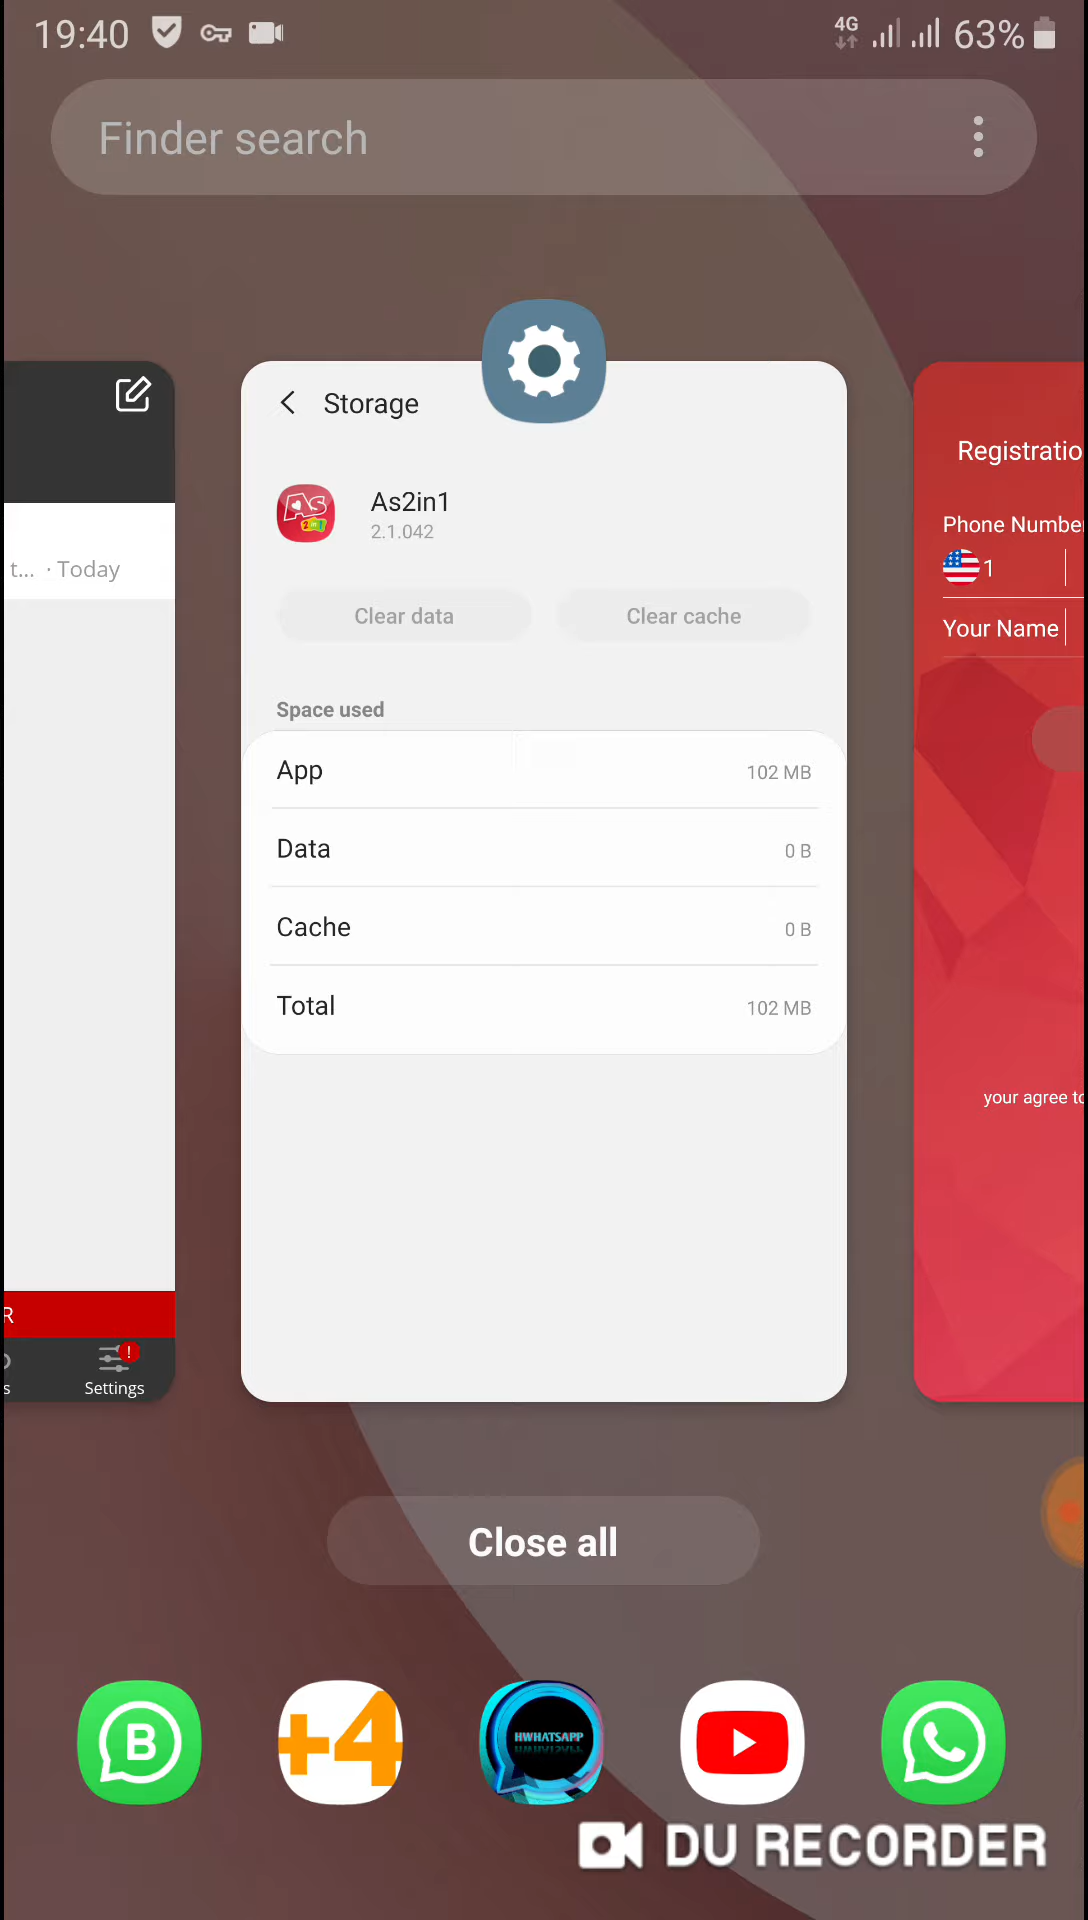 19:40
4G
63%
Finder search
Storage
As2in1
2.1.042
Clear data
Clear cache
Space used
App
102 MB
Data
0 B
Cache
0 B
Total
102 MB
t... · Today
R
s
!
Settings
Registratio
Phone Number
1
Your Name
your agree to
Close all
B
+4
HWHATSAPP
DU RECORDER